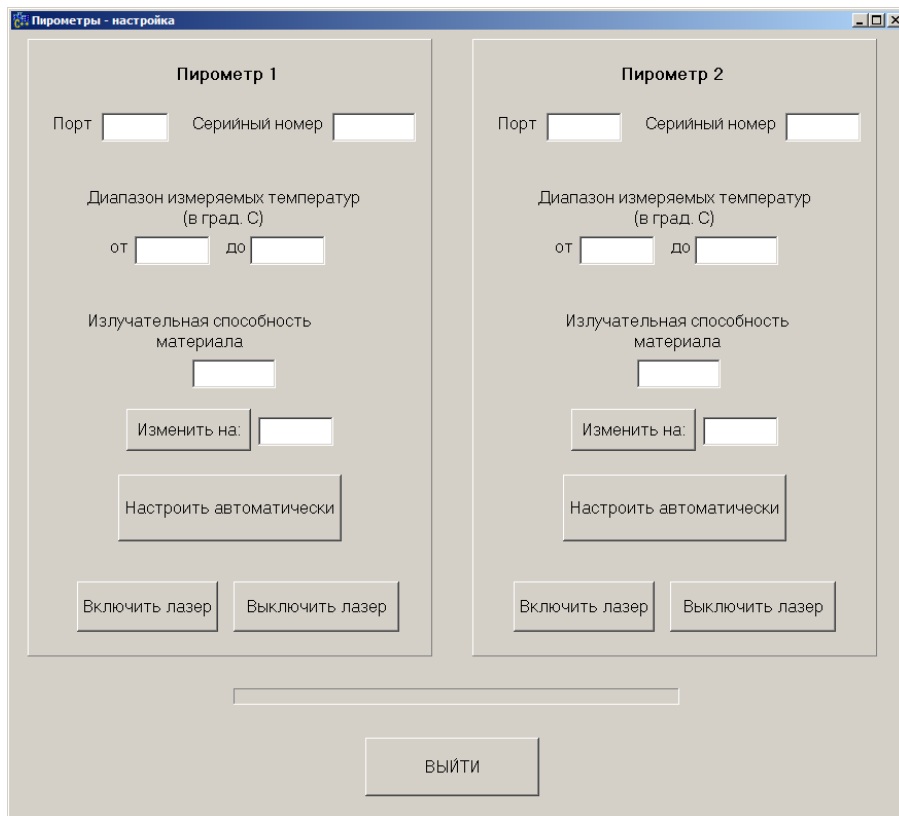 Пирометры - настройка
Пирометр 1
Порт
Серийный номер
Диапазон измеряемых температур
(в град. С)
от
до
Излучательная способность
материала
Изменить на:
Настроить автоматически
Включить лазер
Выключить лазер
Пирометр 2
Порт
Серийный номер
Диапазон измеряемых температур
(в град. С)
от
до
Излучательная способность
материала
Изменить на:
Настроить автоматически
Включить лазер
Выключить лазер
ВЫЙТИ